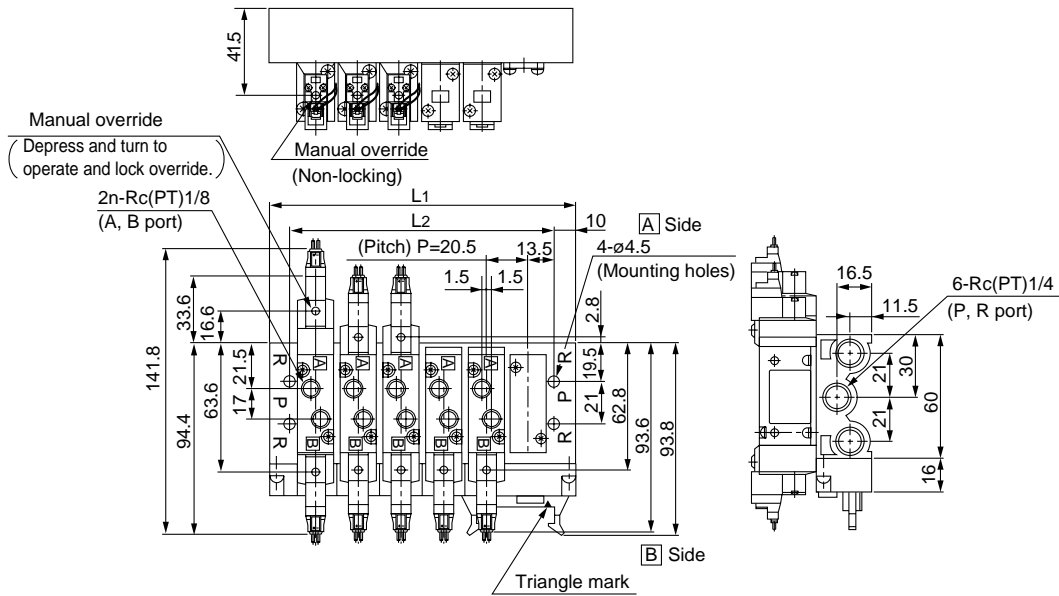 41.5
Manual override
( Depress and turn to
operate and lock override. )
Manual override
(Non-locking)
2n-Rc(PT)1/8
(A, B port)
L1
L2
10
A Side
(Pitch) P=20.5
13.5
4-ø4.5
(Mounting holes)
1.5
1.5
2.8
16.5
6-Rc(PT)1/4
(P, R port)
11.5
141.8
33.6
16.6
94.4
63.6
21.5
17
R
P
R
A
A
A
A
A
B
B
B
B
B
R
P
R
19.5
21
62.8
93.6
93.8
21
21
30
60
16
B Side
Triangle mark